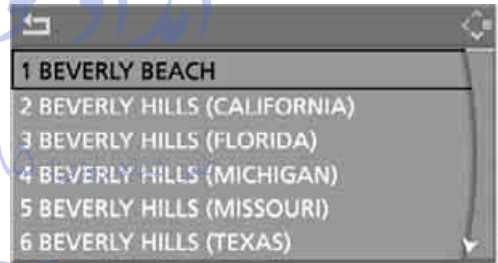 1 BEVERLY BEACH
2 BEVERLY HILLS (CALIFORNIA)
3 BEVERLY HILLS (FLORIDA)
4 BEVERLY HILLS (MICHIGAN)
5 BEVERLY HILLS (MISSOURI)
6 BEVERLY HILLS (TEXAS)